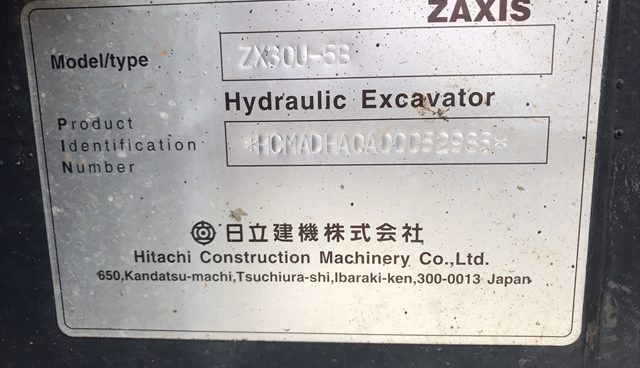 ZAXIS
Model/type ZX30U-5B
Hydraulic Excavator
Product
Identification
Number
日立建機株式会社
Hitachi Construction Machinery Co.,Ltd.
650,Kandatsu-machi,Tsuchiura-shi,Ibaraki-ken,300-0013 Japan